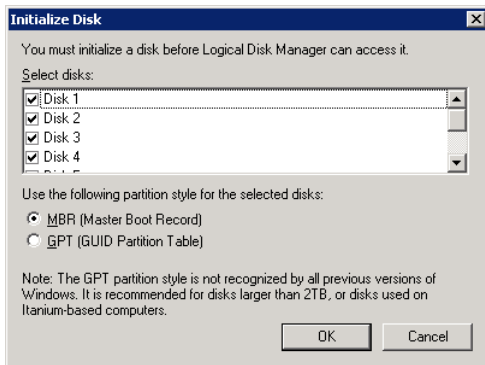 Initialize Disk
You must initialize a disk before Logical Disk Manager can access it.
Select disks:
Disk 1
Disk 2
Disk 3
Disk 4
Use the following partition style for the selected disks:
MBR (Master Boot Record)
GPT (GUID Partition Table)
Note: The GPT partition style is not recognized by all previous versions of
Windows. It is recommended for disks larger than 2TB, or disks used on
Itanium-based computers.
OK Cancel